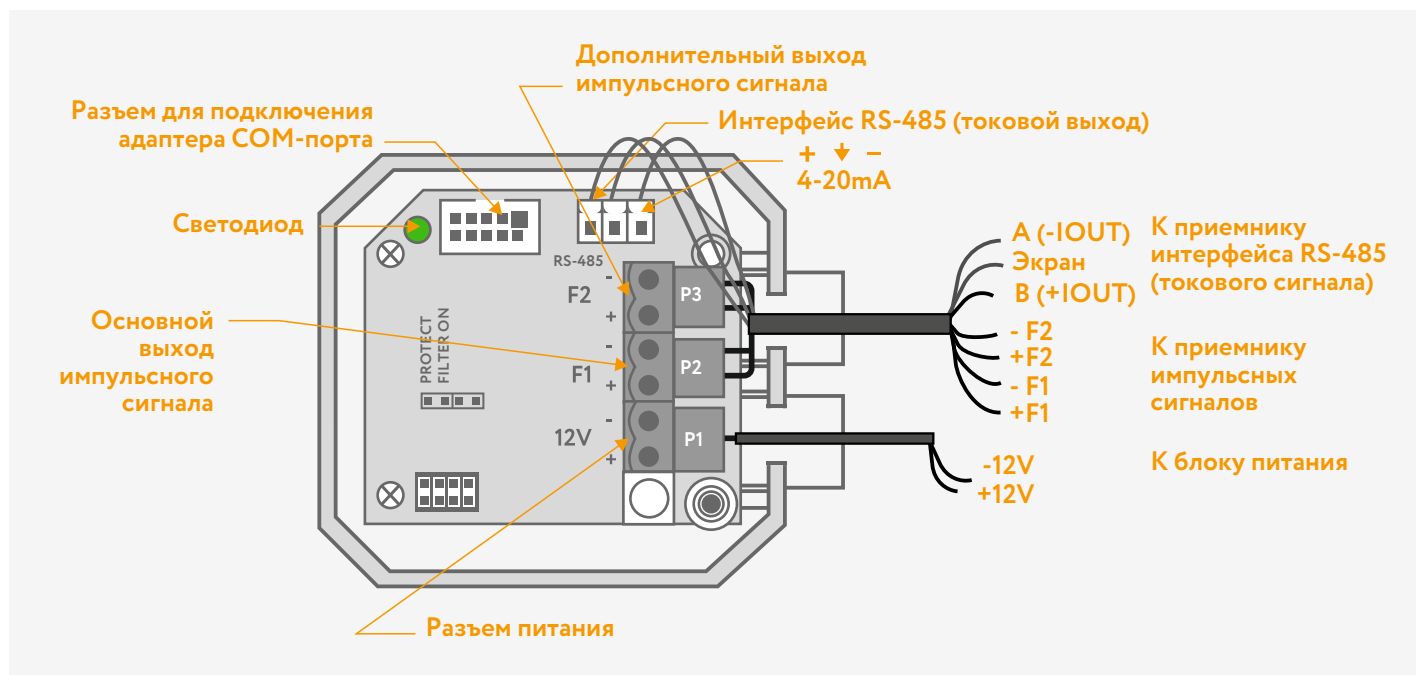 Дополнительный выход
импульсного сигнала
Разъем для подключения
адаптера COM-порта
Интерфейс RS-485 (токовой выход)
+ –
4-20mA
Светодиод
RS-485
А (-IOUT)
Экран
В (+IOUT)
К приемнику
интерфейса RS-485
(токового сигнала)
-
F2
+
P3
Основной
выход
импульсного
сигнала
PROTECT
FILTER ON
-
F1
+
P2
- F2
+F2
- F1
+F1
К приемнику
импульсных
сигналов
-
12V
+
P1
-12V
+12V
К блоку питания
Разъем питания